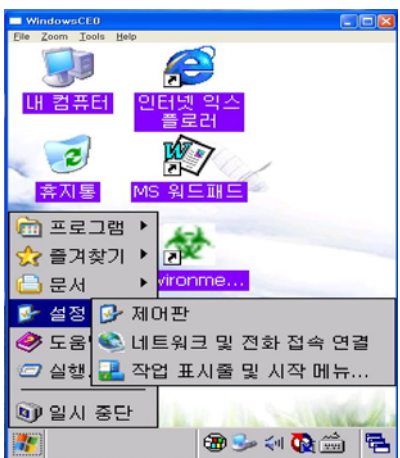 WindowsCE0
File Zoom Tools Help
내 컴퓨터
인터넷 익스
플로러
휴지통
MS 워드패드
프로그램
즐겨찾기
문서
설정
제어판
네트워크 및 전화 접속 연결
작업 표시줄 및 시작 메뉴...
실행
일시 중단